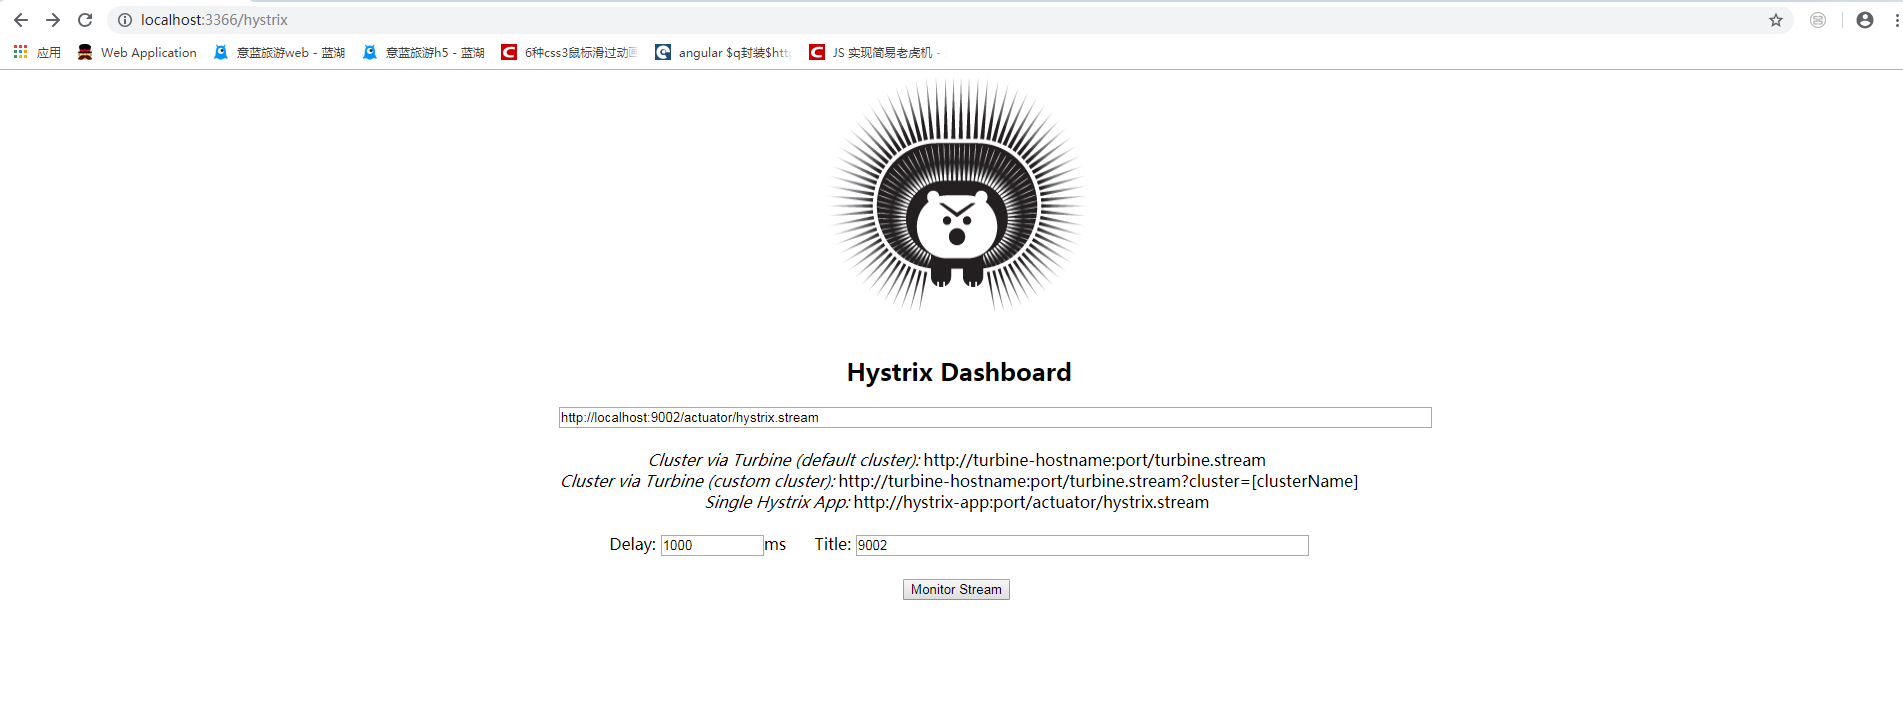 localhost:3366/hystrix
应用 Web Application 意蓝旅游web - 蓝湖 意蓝旅游h5 - 蓝湖 6种css3鼠标滑过动画 angular $q封装$http JS 实现简易老虎机 -
Hystrix Dashboard
http://localhost:9002/actuator/hystrix.stream
Cluster via Turbine (default cluster): http://turbine-hostname:port/turbine.stream
Cluster via Turbine (custom cluster): http://turbine-hostname:port/turbine.stream?cluster=[clusterName]
Single Hystrix App: http://hystrix-app:port/actuator/hystrix.stream
Delay: 1000 ms Title: 9002
Monitor Stream